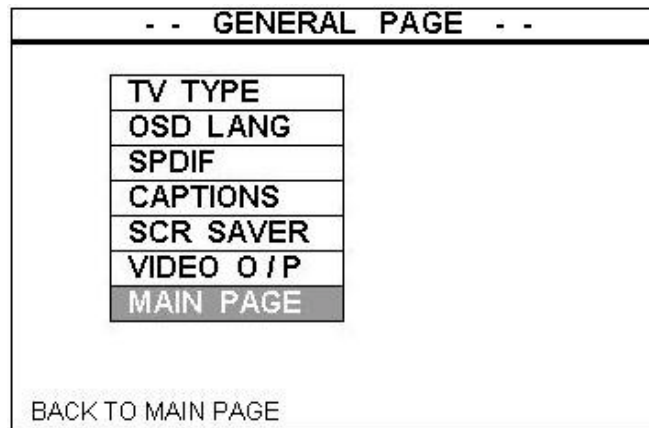 - - GENERAL PAGE - -
TV TYPE
OSD LANG
SPDIF
CAPTIONS
SCR SAVER
VIDEO O / P
MAIN PAGE
BACK TO MAIN PAGE